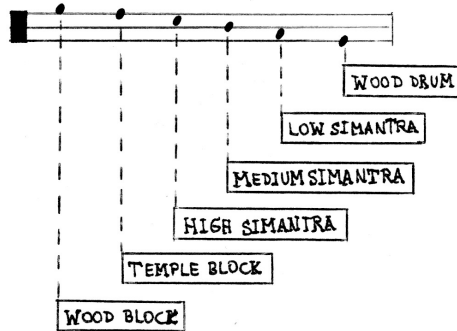 WOOD DRUM
LOW SIMANTRA
MEDIUM SIMANTRA
HIGH SIMANTRA
TEMPLE BLOCK
WOOD BLOCK